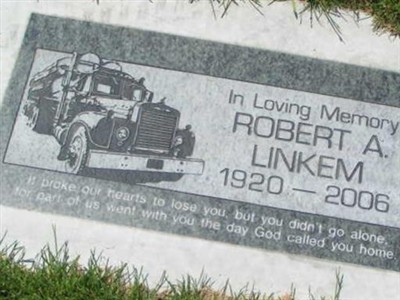 In Loving Memory
ROBERT A.
LINKEM
1920 — 2006
It broke our hearts to lose you, but you didn't go alone,
for part of us went with you the day God called you home.